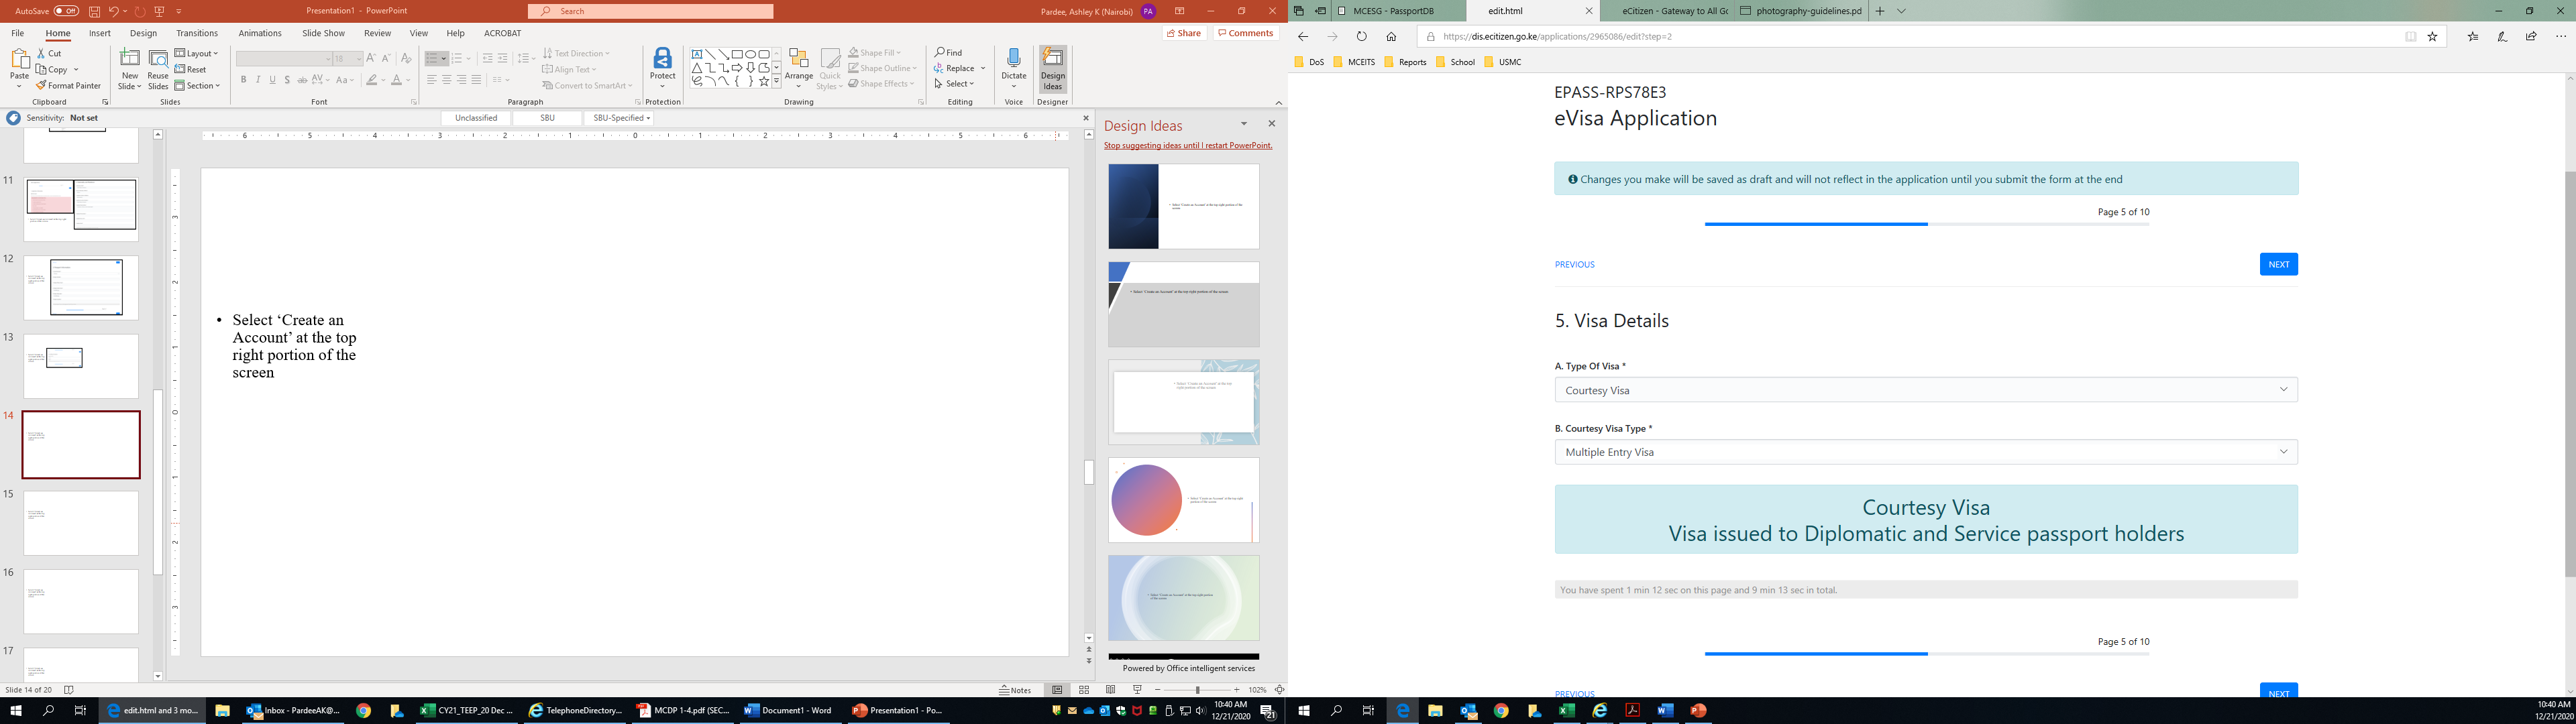 AutoSave Off
Presentation1 - PowerPoint
Search
Pardee, Ashley K (Nairobi) PA
File Home Insert Design Transitions Animations Slide Show Review View Help ACROBAT
Share Comments
Paste
Cut
Copy
Format Painter
Clipboard
New Slide
Reuse Slides
Layout
Reset
Section
Slides
18
Font
Paragraph
Text Direction
Align Text
Convert to SmartArt
Protect
Protection
Arrange
Quick Styles
Shape Fill
Shape Outline
Shape Effects
Drawing
Find
Replace
Select
Editing
Dictate
Voice
Design Ideas
Designer
Sensitivity: Not set
Unclassified SBU SBU-Specified
11
12
13
14
15
16
17
• Select ‘Create an
Account’ at the top
right portion of the
screen
Design Ideas
Stop suggesting ideas until I restart PowerPoint.
Powered by Office intelligent services
Slide 14 of 20
Notes
102%
edit.html and 3 mo...
Inbox - PardeeAK@...
CY21_TEEP_20 Dec ...
TelephoneDirectory...
MCDP 1-4.pdf (SEC...
Document1 - Word
Presentation1 - Po...
10:40 AM
12/21/2020
21
MCESG - PassportDB
edit.html
eCitizen - Gateway to All Go
photography-guidelines.pd
https://dis.ecitizen.go.ke/applications/2965086/edit?step=2
DoS MCEITS Reports School USMC
EPASS-RPS78E3
eVisa Application
Changes you make will be saved as draft and will not reflect in the application until you submit the form at the end
Page 5 of 10
PREVIOUS
NEXT
5. Visa Details
A. Type Of Visa *
Courtesy Visa
B. Courtesy Visa Type *
Multiple Entry Visa
Courtesy Visa
Visa issued to Diplomatic and Service passport holders
You have spent 1 min 12 sec on this page and 9 min 13 sec in total.
Page 5 of 10
PREVIOUS
NEXT
10:40 AM
12/21/2020